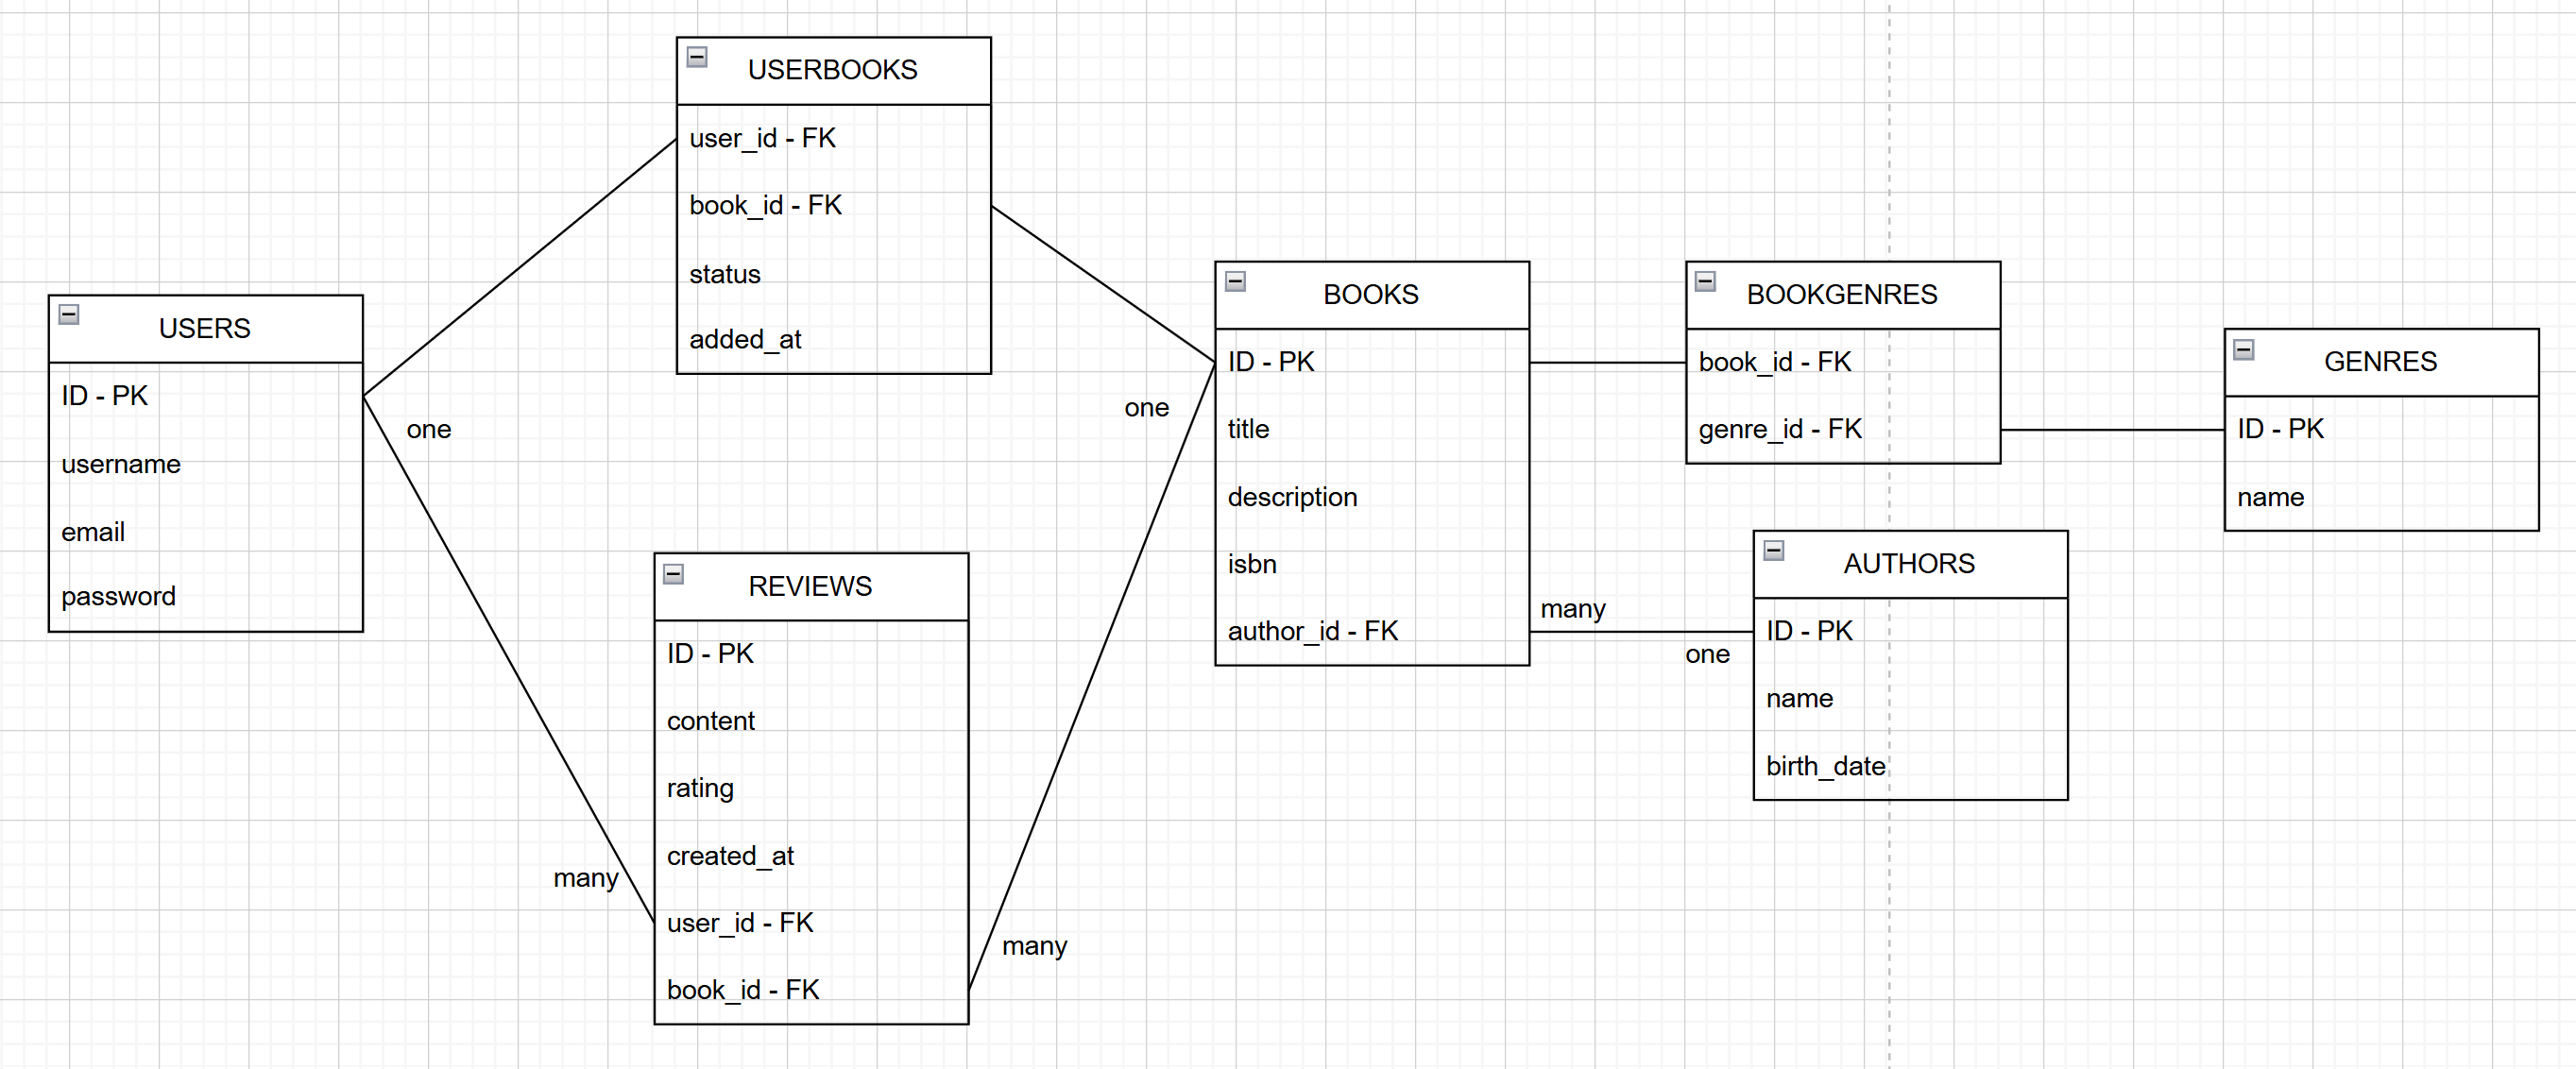 USERBOOKS
user_id - FK
book_id - FK
status
added_at
USERS
ID - PK
username
email
password
one
many
REVIEWS
ID - PK
content
rating
created_at
user_id - FK
book_id - FK
many
one
BOOKS
ID - PK
title
description
isbn
author_id - FK
many
one
BOOKGENRES
book_id - FK
genre_id - FK
AUTHORS
ID - PK
name
birth_date
GENRES
ID - PK
name